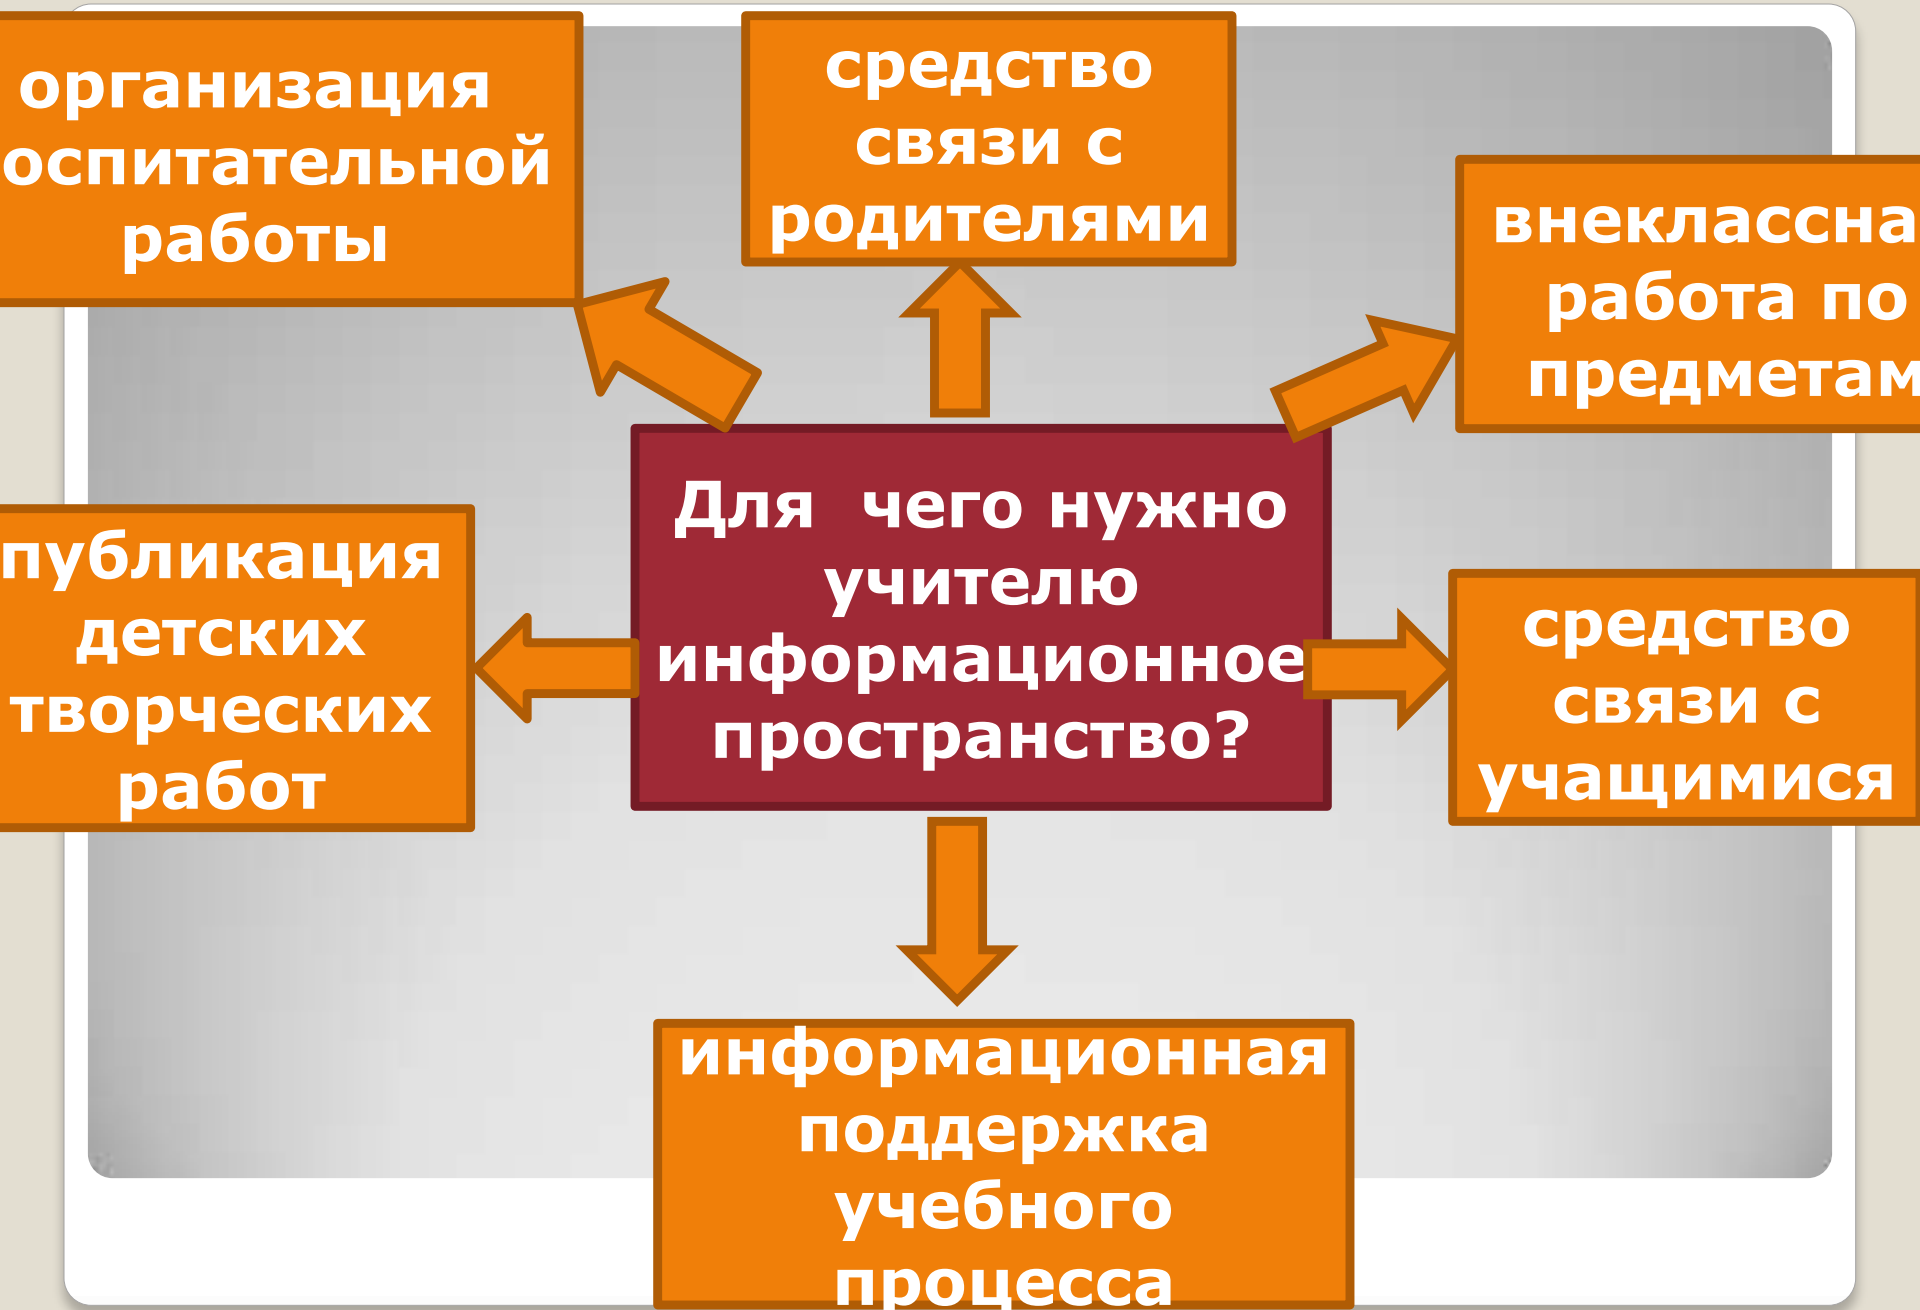 организация
оспитательной
работы
средство
связи с
родителями
внеклассна
работа по
предметам
Для чего нужно
учителю
информационное
пространство?
публикация
детских
творческих
работ
средство
связи с
учащимися
информационная
поддержка
учебного
процесса